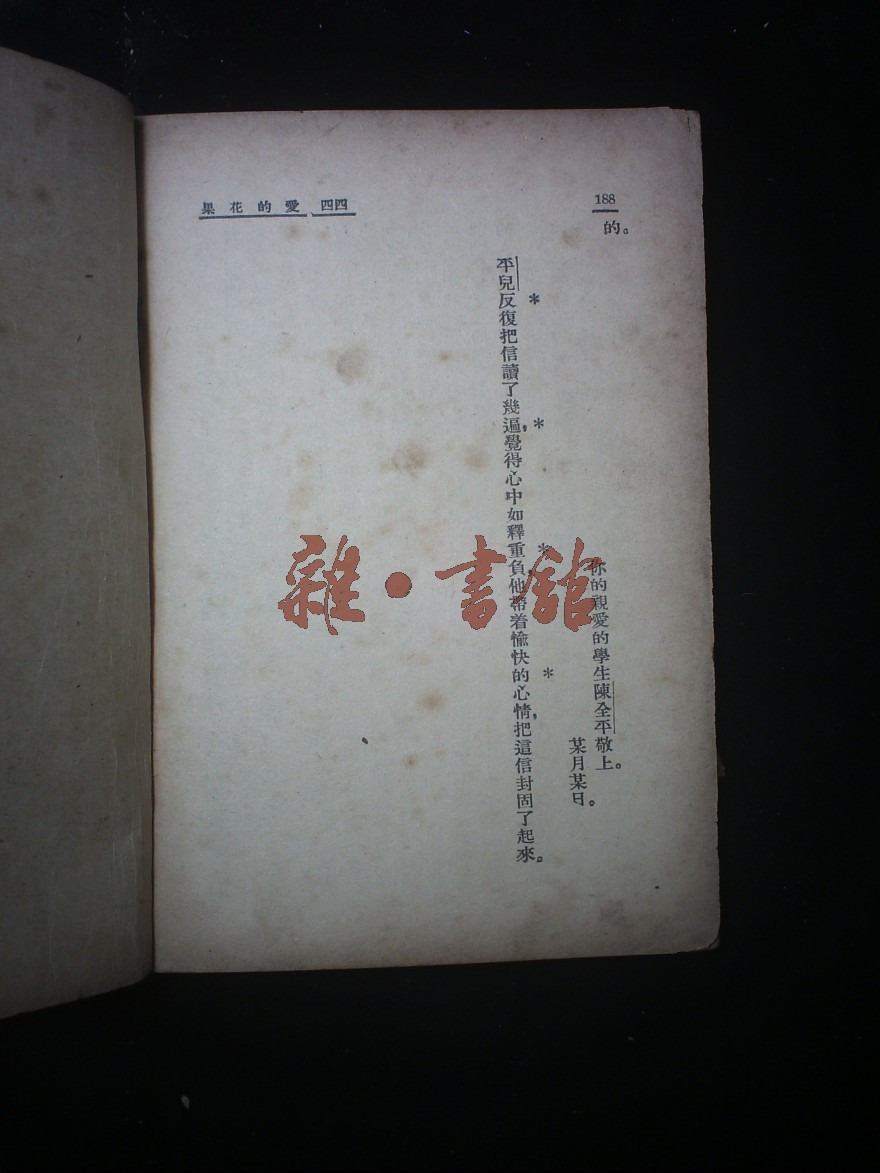 188
四四 愛的花果
的。
你的親愛的學生陳全平敬上。
某月某日。
* * * *
平兒反復把信讀了幾遍，覺得心中如釋重負，他帶着愉快的心情，把這信封固了起來。
雜·書館